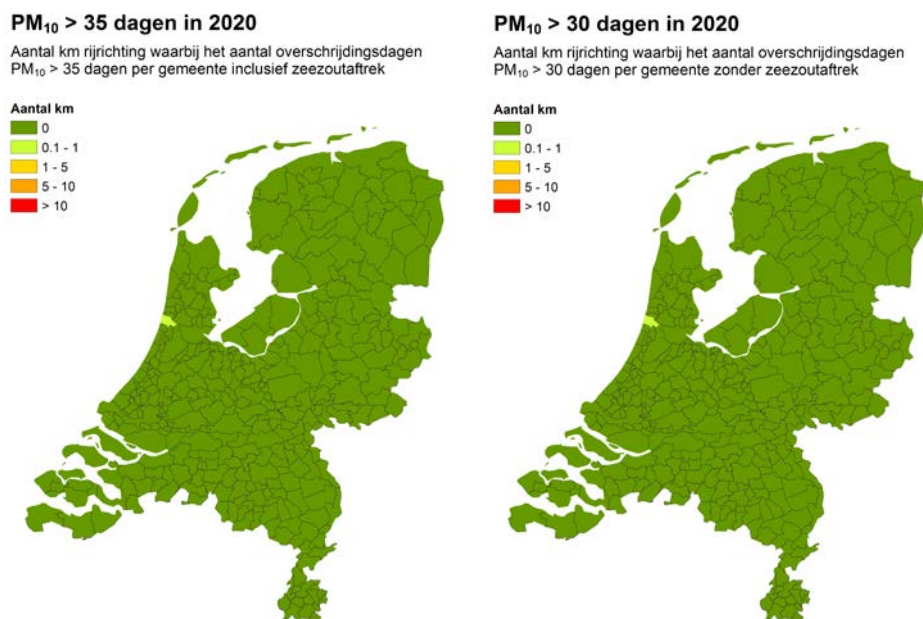 PM₁₀ > 35 dagen in 2020
Aantal km rijrichting waarbij het aantal overschrijdingsdagen
PM₁₀ > 35 dagen per gemeente inclusief zeezoutaftrek
Aantal km
0
0.1 - 1
1 - 5
5 - 10
> 10
PM₁₀ > 30 dagen in 2020
Aantal km rijrichting waarbij het aantal overschrijdingsdagen
PM₁₀ > 30 dagen per gemeente zonder zeezoutaftrek
Aantal km
0
0.1 - 1
1 - 5
5 - 10
> 10